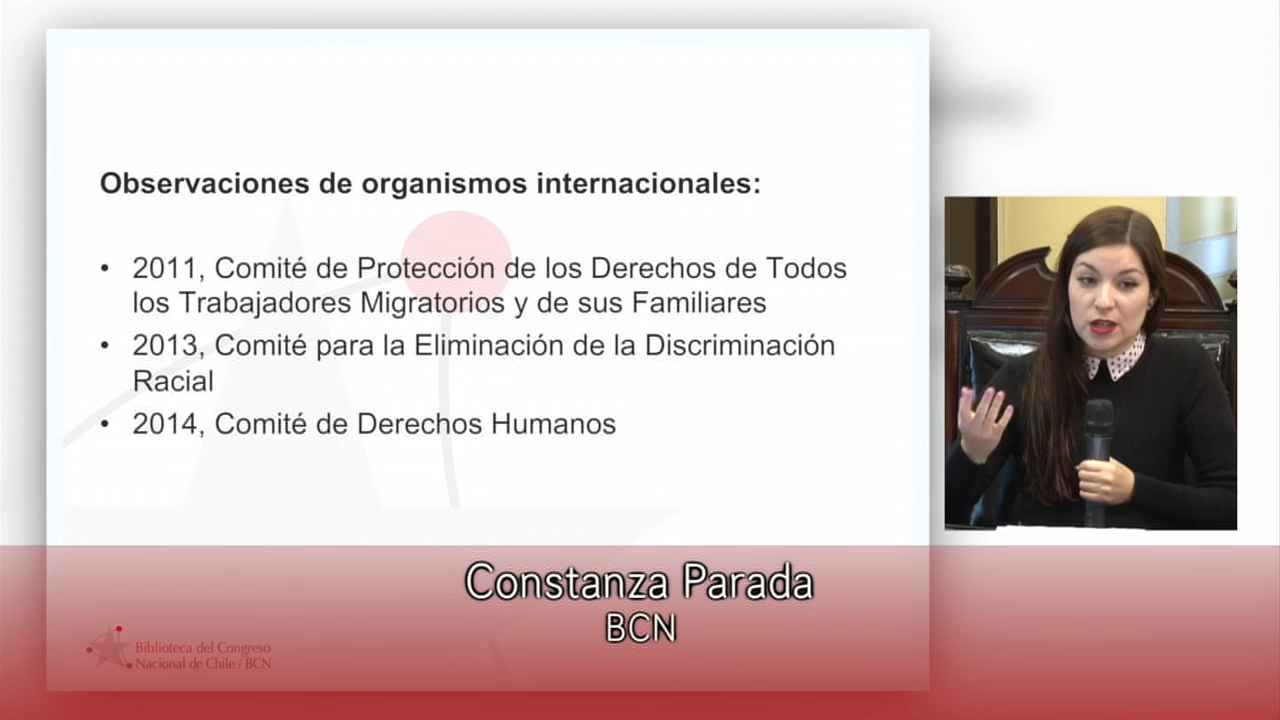 Observaciones de organismos internacionales:
• 2011, Comité de Protección de los Derechos de Todos
los Trabajadores Migratorios y de sus Familiares
• 2013, Comité para la Eliminación de la Discriminación
Racial
• 2014, Comité de Derechos Humanos
Constanza Parada
BCN
Biblioteca del Congreso
Nacional de Chile / BCN